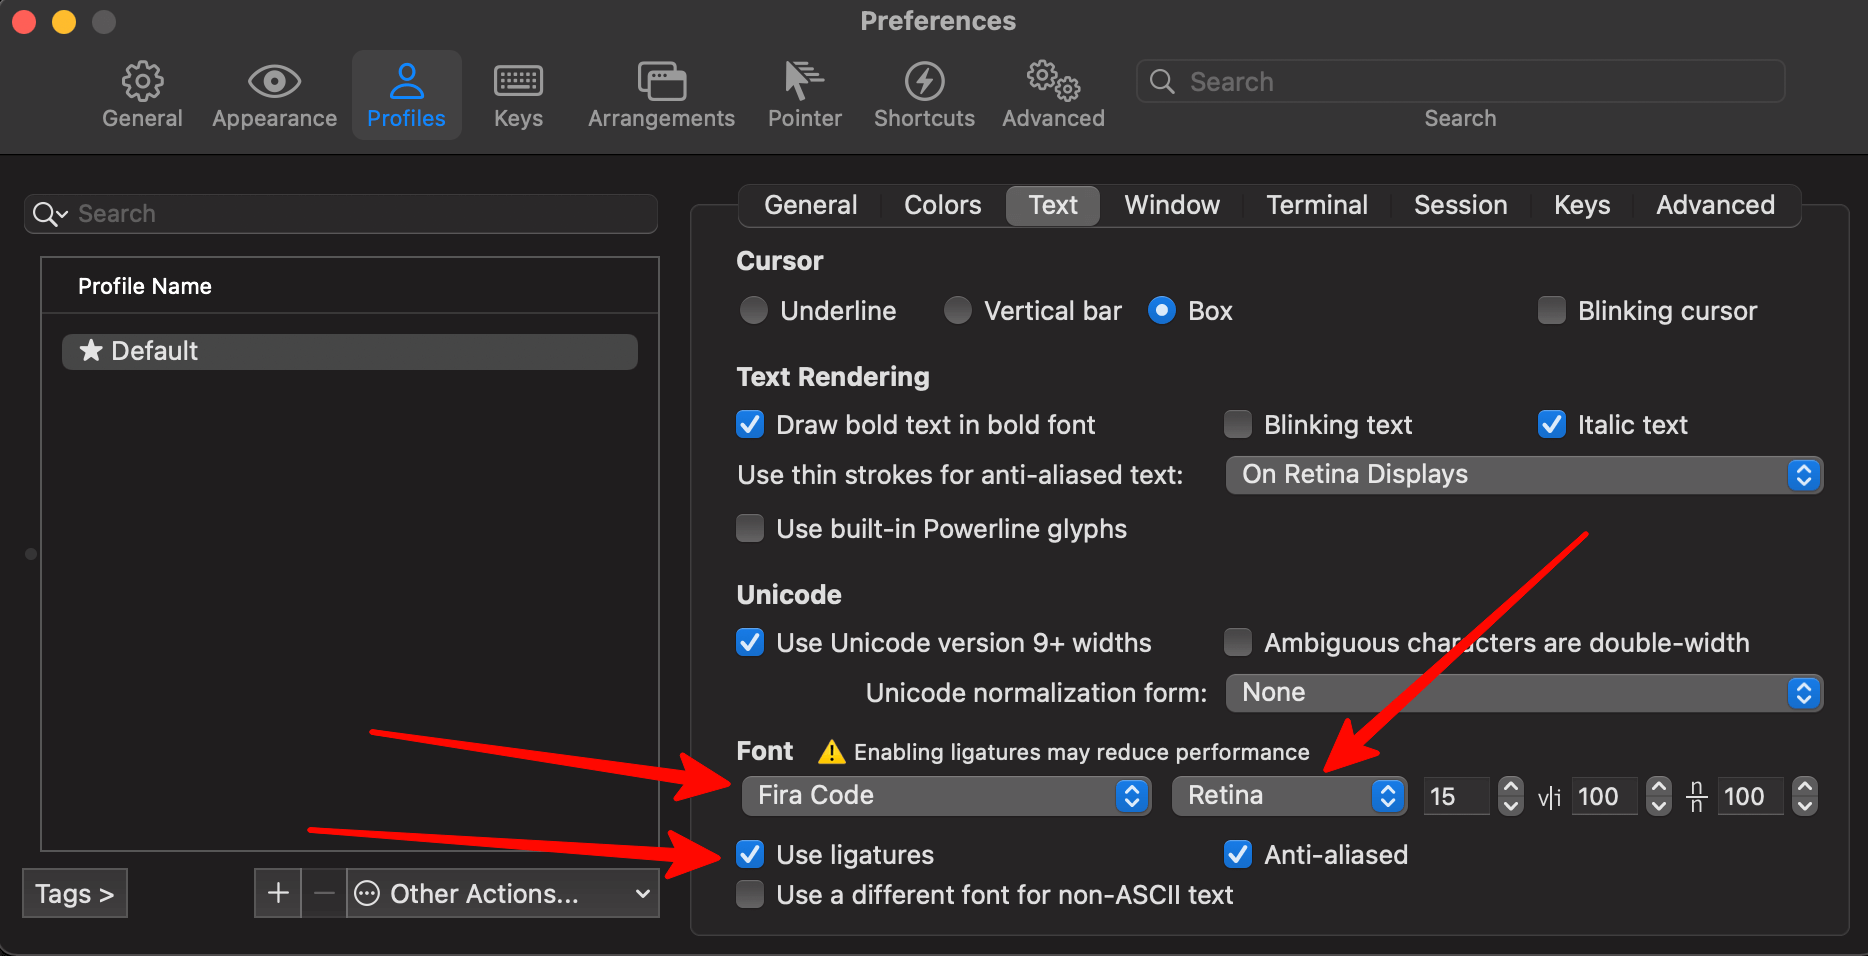 Preferences
General Appearance Profiles Keys Arrangements Pointer Shortcuts Advanced Search
Search
Search
Profile Name
Default
Tags >
Other Actions...
General Colors Text Window Terminal Session Keys Advanced
Cursor
Underline Vertical bar Box Blinking cursor
Text Rendering
Draw bold text in bold font Blinking text Italic text
Use thin strokes for anti-aliased text: On Retina Displays
Use built-in Powerline glyphs
Unicode
Use Unicode version 9+ widths Ambiguous characters are double-width
Unicode normalization form: None
Font Enabling ligatures may reduce performance
Fira Code Retina 15 v|i 100 n/n 100
Use ligatures Anti-aliased
Use a different font for non-ASCII text